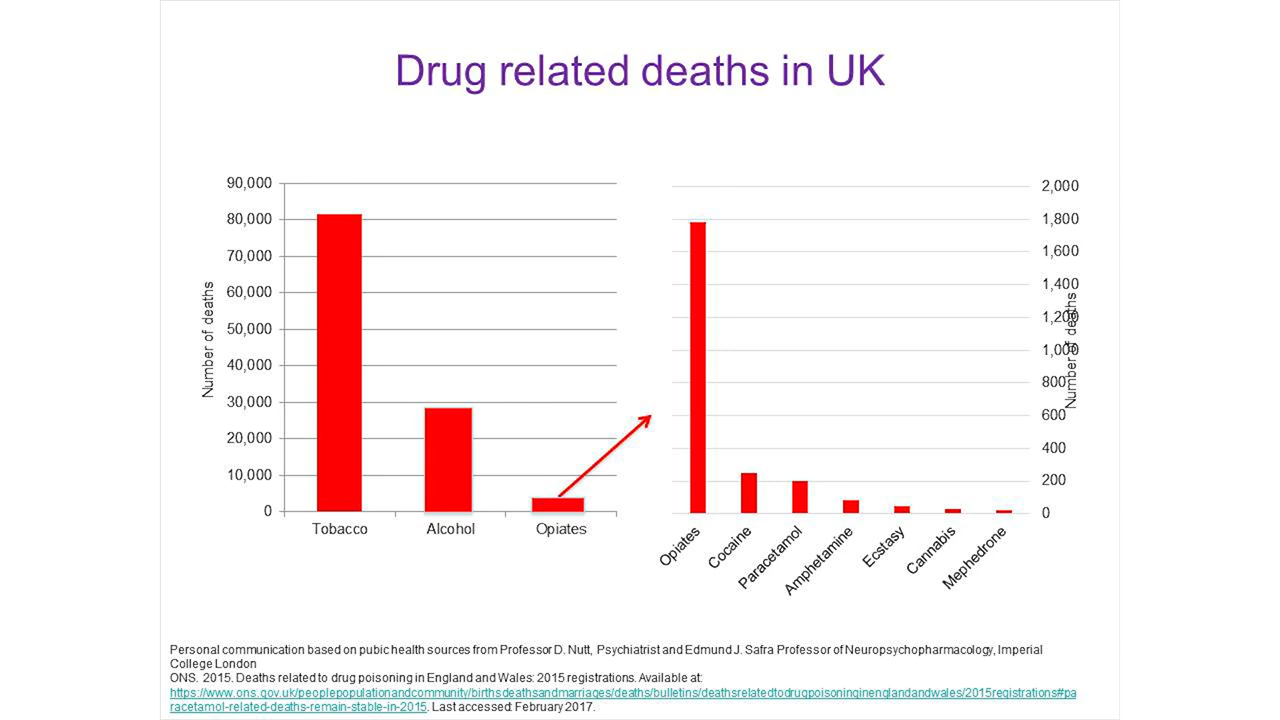 Drug related deaths in UK
Number of deaths
90,000
80,000
70,000
60,000
50,000
40,000
30,000
20,000
10,000
0
Tobacco
Alcohol
Opiates
2,000
1,800
1,600
1,400
1,200
1,000
800
600
400
200
0
Number of deaths
Opiates
Cocaine
Paracetamol
Amphetamine
Ecstasy
Cannabis
Mephedrone
Personal communication based on pubic health sources from Professor D. Nutt, Psychiatrist and Edmund J. Safra Professor of Neuropsychopharmacology, Imperial
College London
ONS. 2015. Deaths related to drug poisoning in England and Wales: 2015 registrations. Available at:
https://www.ons.gov.uk/peoplepopulationandcommunity/birthsdeathsandmarriages/deaths/bulletins/deathsrelatedtodrugpoisoninginenglandandwales/2015registrations#pa
racetamol-related-deaths-remain-stable-in-2015. Last accessed: February 2017.